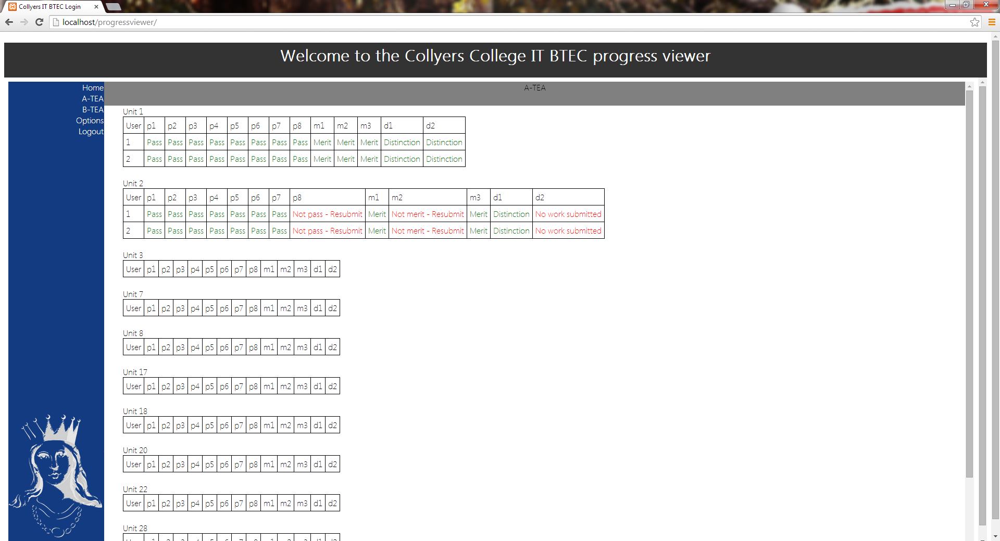 Collyers IT BTEC Login
localhost/progressviewer/
Welcome to the Collyers College IT BTEC progress viewer
Home
A-TEA
B-TEA
Options
Logout
A-TEA
Unit 1
User p1 p2 p3 p4 p5 p6 p7 p8 m1 m2 m3 d1 d2
1 Pass Pass Pass Pass Pass Pass Pass Pass Merit Merit Merit Distinction Distinction
2 Pass Pass Pass Pass Pass Pass Pass Pass Merit Merit Merit Distinction Distinction
Unit 2
User p1 p2 p3 p4 p5 p6 p7 p8 m1 m2 m3 d1 d2
1 Pass Pass Pass Pass Pass Pass Pass Not pass - Resubmit Merit Not merit - Resubmit Merit Distinction No work submitted
2 Pass Pass Pass Pass Pass Pass Pass Not pass - Resubmit Merit Not merit - Resubmit Merit Distinction No work submitted
Unit 3
User p1 p2 p3 p4 p5 p6 p7 p8 m1 m2 m3 d1 d2
Unit 7
User p1 p2 p3 p4 p5 p6 p7 p8 m1 m2 m3 d1 d2
Unit 8
User p1 p2 p3 p4 p5 p6 p7 p8 m1 m2 m3 d1 d2
Unit 17
User p1 p2 p3 p4 p5 p6 p7 p8 m1 m2 m3 d1 d2
Unit 18
User p1 p2 p3 p4 p5 p6 p7 p8 m1 m2 m3 d1 d2
Unit 20
User p1 p2 p3 p4 p5 p6 p7 p8 m1 m2 m3 d1 d2
Unit 22
User p1 p2 p3 p4 p5 p6 p7 p8 m1 m2 m3 d1 d2
Unit 28